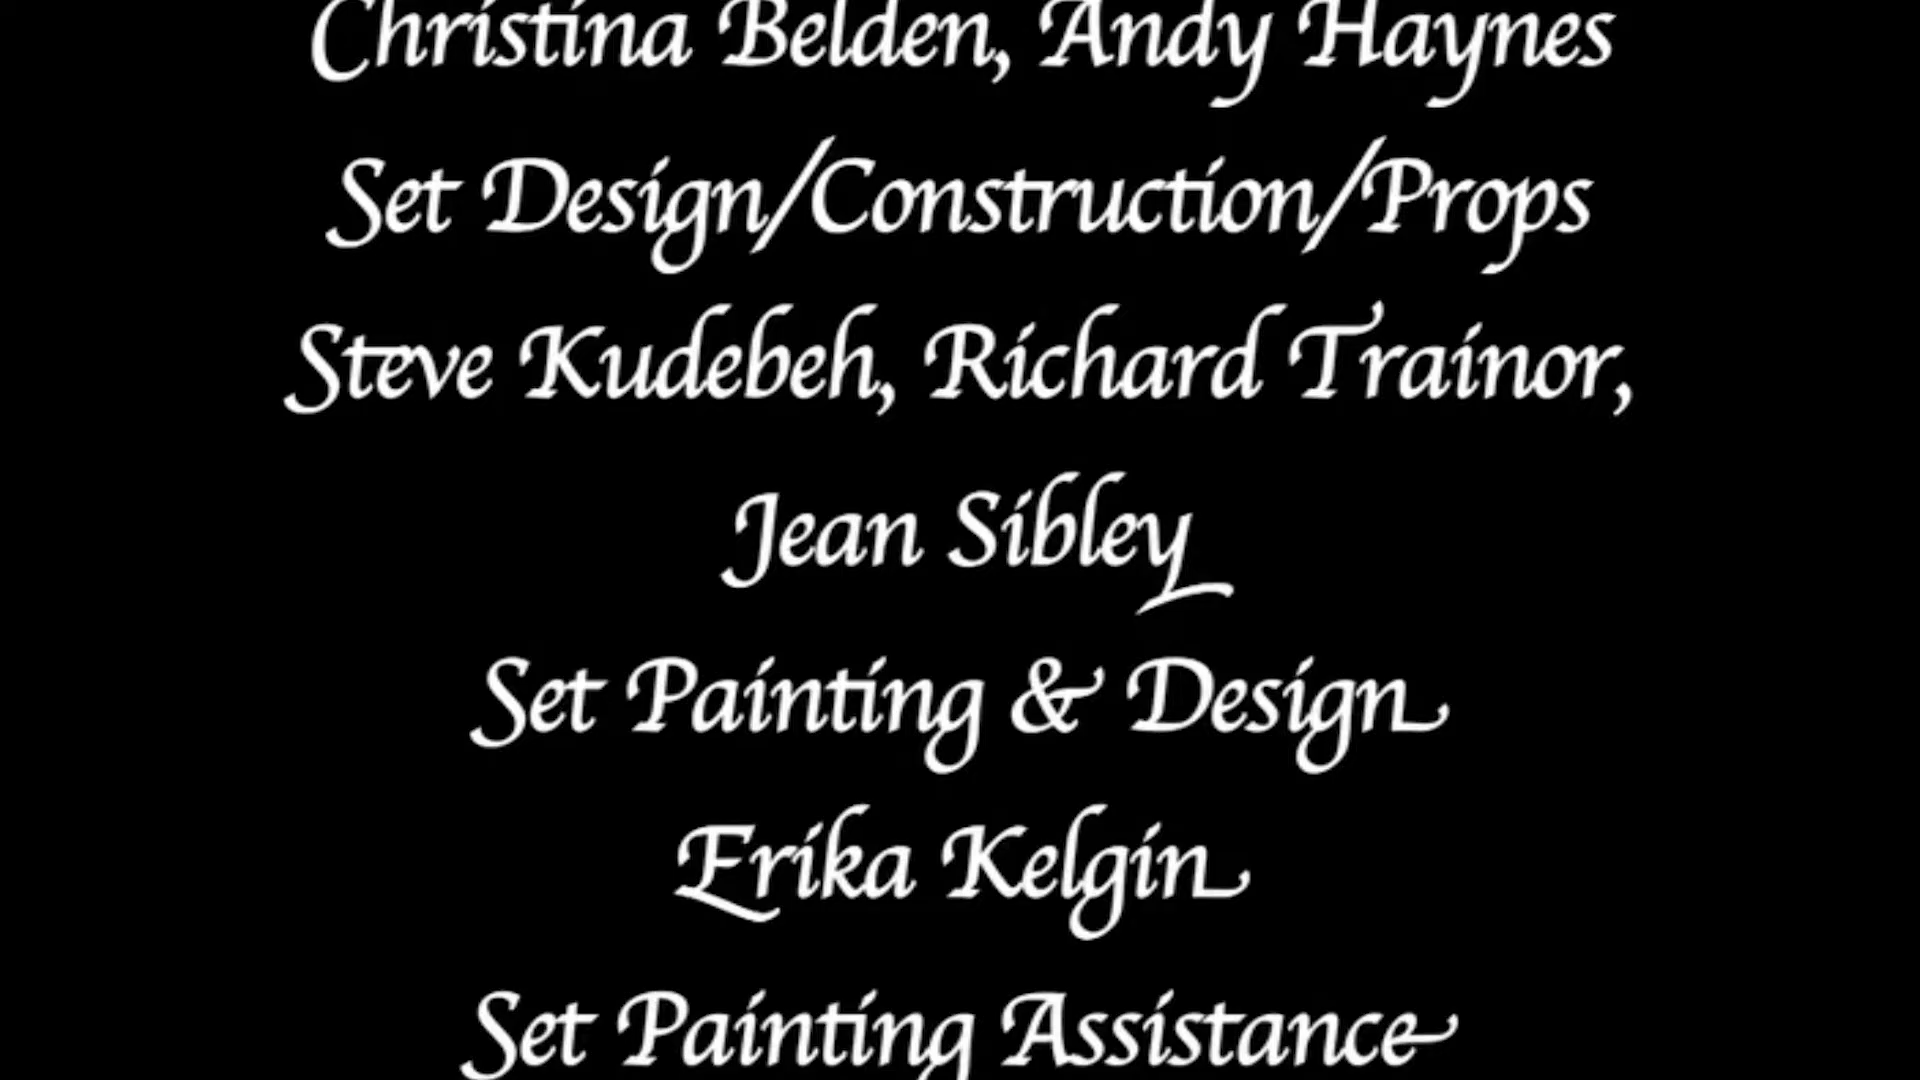 Christina Belden, Andy Haynes
Set Design/Construction/Props
Steve Kudebeh, Richard Trainor,
Jean Sibley
Set Painting & Design
Erika Kelgin
Set Painting Assistance